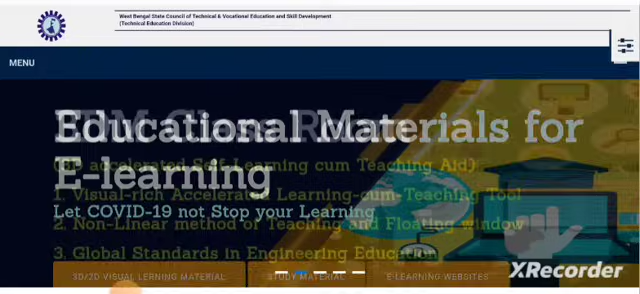 West Bengal State Council of Technical & Vocational Education and Skill Development
(Technical Education Division)
MENU
Class Room
Educational Materials for
(3D accelerated Self Learning cum Teaching Aid)
E-learning
1. Visual-rich Accelerated Learning-cum-Teaching Tool
Let COVID-19 not Stop your Learning
2. Non-Linear method of Teaching and Floating window
3. Global Standards in Engineering Education
3D/2D VISUAL LERNING MATERIAL
STUDY MATERIAL
E-LEARNING WEBSITES
XRecorder